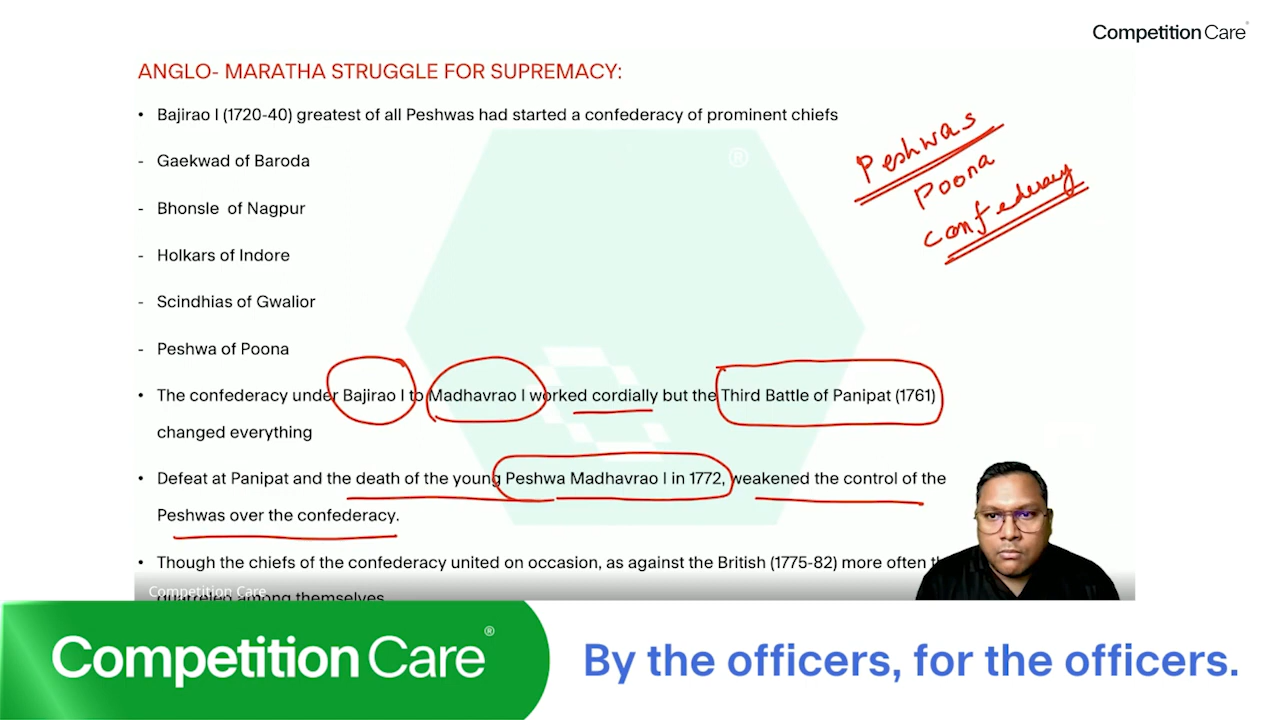 Competition Care
ANGLO- MARATHA STRUGGLE FOR SUPREMACY:
• Bajirao I (1720-40) greatest of all Peshwas had started a confederacy of prominent chiefs
- Gaekwad of Baroda
- Bhonsle of Nagpur
- Holkars of Indore
- Scindhias of Gwalior
- Peshwa of Poona
Peshwas
Poona
confederacy
• The confederacy under Bajirao I to Madhavrao I worked cordially but the Third Battle of Panipat (1761)
changed everything
• Defeat at Panipat and the death of the young Peshwa Madhavrao I in 1772, weakened the control of the
Peshwas over the confederacy.
• Though the chiefs of the confederacy united on occasion, as against the British (1775-82) more often
among themselves
Competition Care
Competition Care®
By the officers, for the officers.